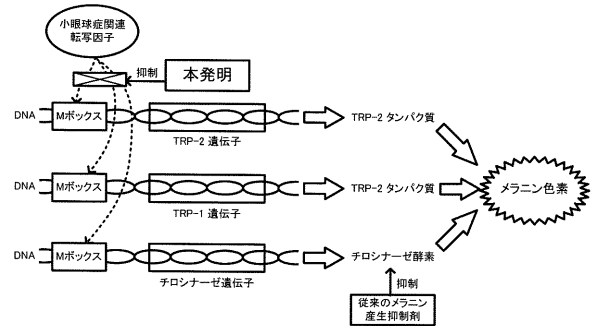 小眼球症関連
転写因子
抑制
本発明
DNA
Mボックス
TRP-2 遺伝子
TRP-2 タンパク質
DNA
Mボックス
TRP-1 遺伝子
TRP-2 タンパク質
メラニン色素
DNA
Mボックス
チロシナーゼ遺伝子
チロシナーゼ酵素
抑制
従来のメラニン
産生抑制剤